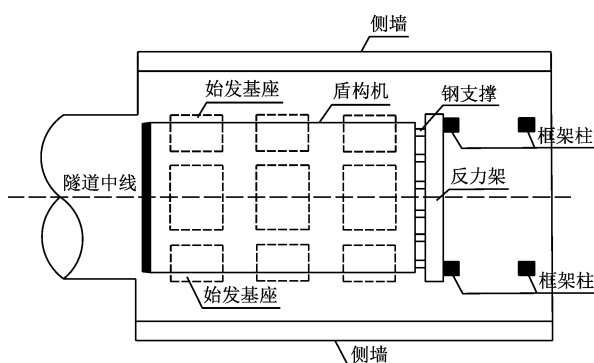 侧墙
始发基座
盾构机
钢支撑
框架柱
隧道中线
反力架
框架柱
始发基座
侧墙